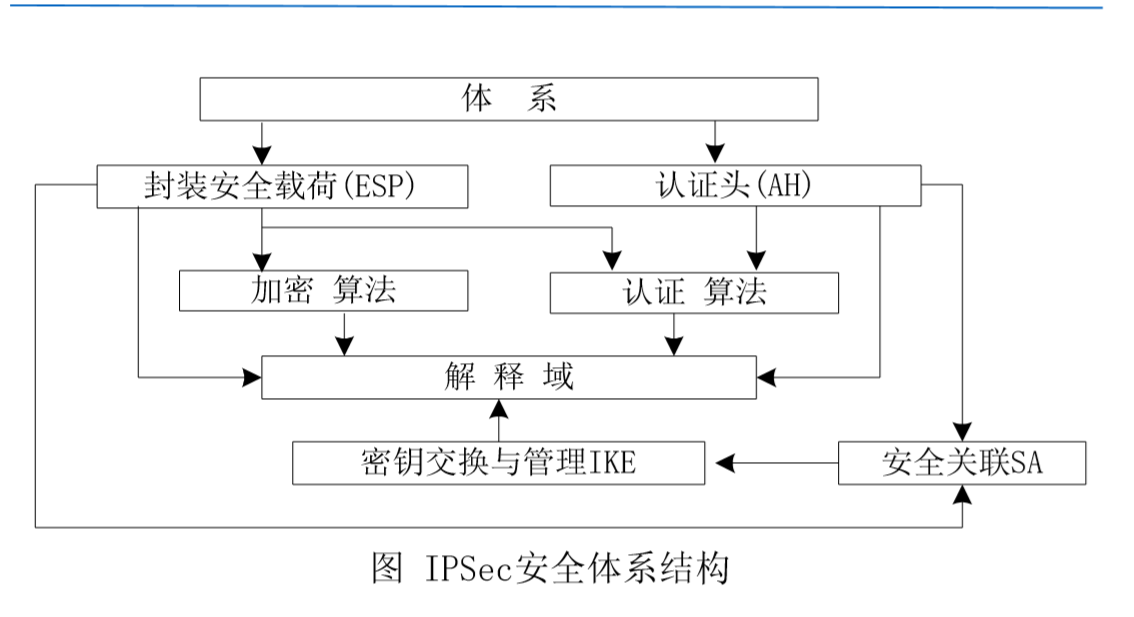 体 系
封装安全载荷(ESP)
认证头(AH)
加密 算法
认证 算法
解 释 域
密钥交换与管理IKE
安全关联SA
图 IPSec安全体系结构